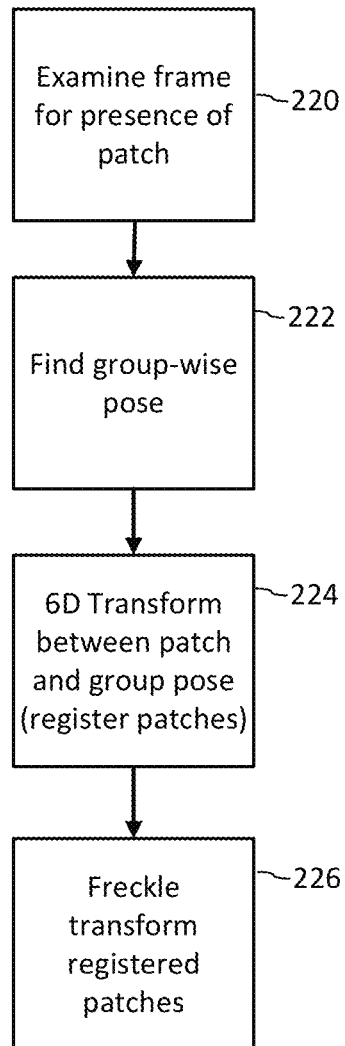 Examine frame
for presence of
patch
220
Find group-wise
pose
222
6D Transform
between patch
and group pose
(register patches)
224
Freckle
transform
registered
patches
226